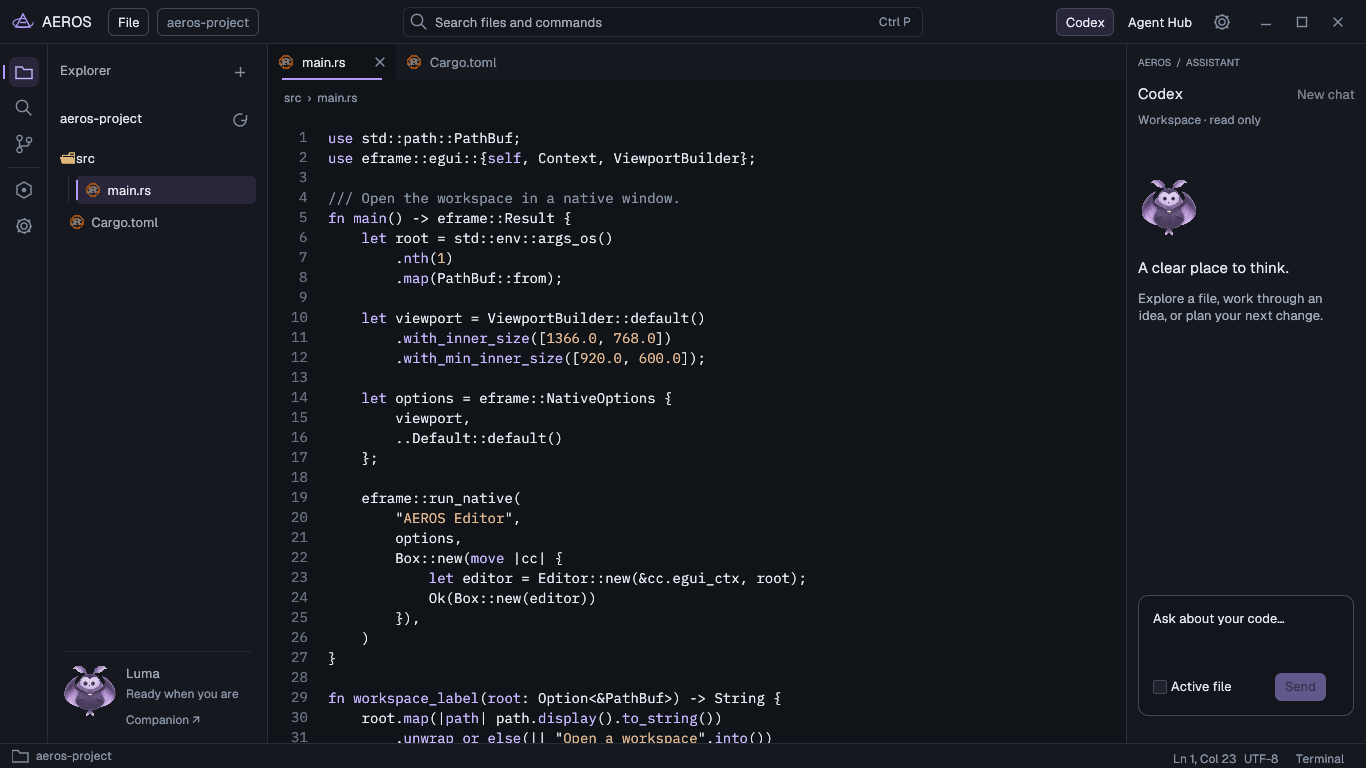 AEROS File aeros-project Search files and commands Ctrl P Codex Agent Hub
Explorer
aeros-project
src
main.rs
Cargo.toml
Luma
Ready when you are
Companion ↗
main.rs Cargo.toml
src › main.rs
1 use std::path::PathBuf;
2 use eframe::egui::{self, Context, ViewportBuilder};
3
4 /// Open the workspace in a native window.
5 fn main() -> eframe::Result {
6     let root = std::env::args_os()
7         .nth(1)
8         .map(PathBuf::from);
9
10     let viewport = ViewportBuilder::default()
11         .with_inner_size([1366.0, 768.0])
12         .with_min_inner_size([920.0, 600.0]);
13
14     let options = eframe::NativeOptions {
15         viewport,
16         ..Default::default()
17     };
18
19     eframe::run_native(
20         "AEROS Editor",
21         options,
22         Box::new(move |cc| {
23             let editor = Editor::new(&cc.egui_ctx, root);
24             Ok(Box::new(editor))
25         }),
26     )
27 }
28
29 fn workspace_label(root: Option<&PathBuf>) -> String {
30     root.map(|path| path.display().to_string())
31         .unwrap_or_else(|| "Open a workspace".into())
AEROS / ASSISTANT
Codex New chat
Workspace · read only
A clear place to think.
Explore a file, work through an
idea, or plan your next change.
Ask about your code…
Active file Send
aeros-project Ln 1, Col 23 UTF-8 Terminal